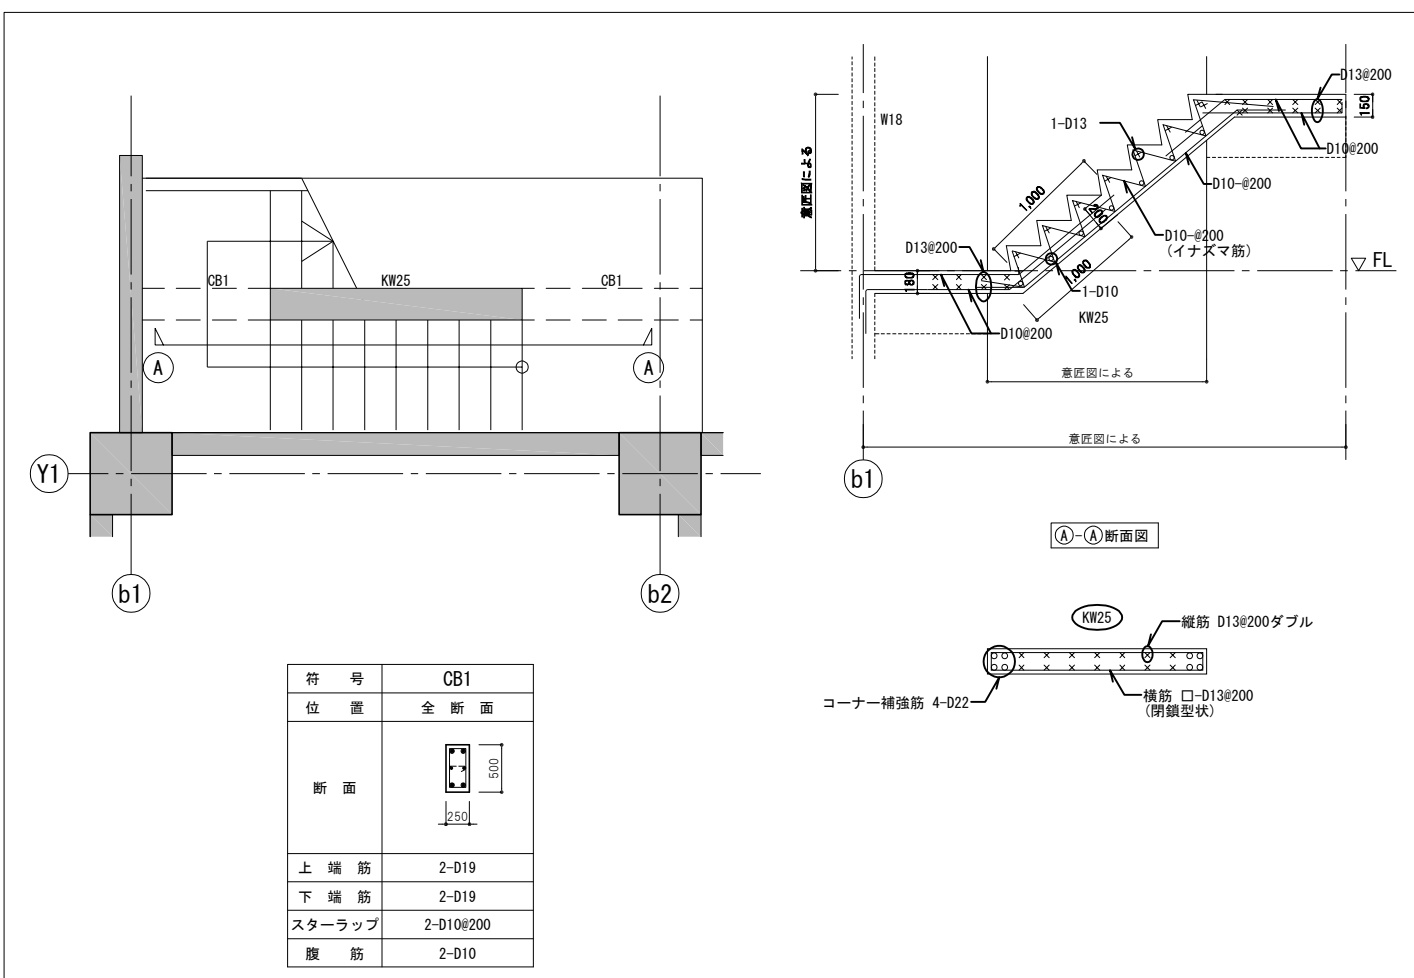 CB1
KW25
CB1
A
A
Y1
b1
b2
W18
意匠図による
1-D13
D13@200
150
D10@200
D10-@200
1,000
200
D10-@200
(イナズマ筋)
D13@200
180
1,000
FL
1-D10
KW25
D10@200
意匠図による
意匠図による
b1
A-A断面図
KW25
縦筋 D13@200ダブル
コーナー補強筋 4-D22
横筋 口-D13@200
(閉鎖型状)
符 号 CB1
位 置 全 断 面
断 面
500
250
上 端 筋 2-D19
下 端 筋 2-D19
スターラップ 2-D10@200
腹 筋 2-D10